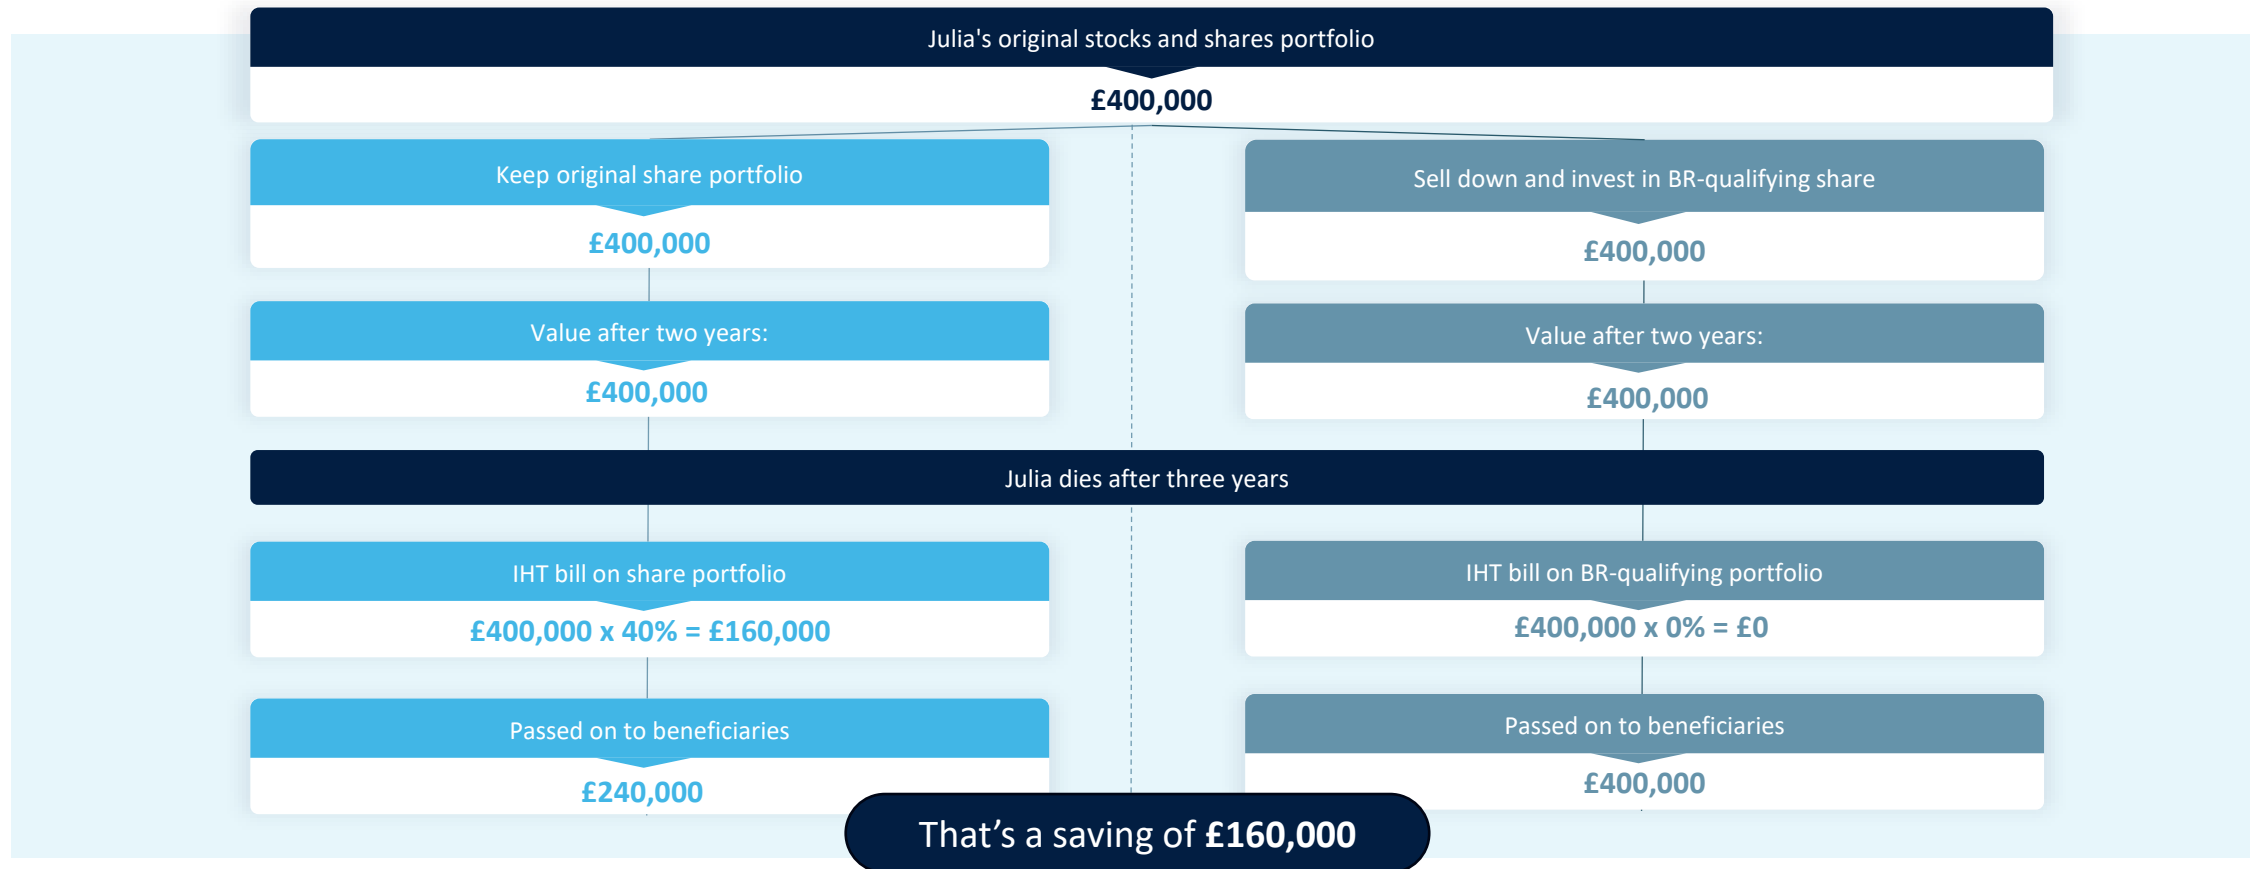 Julia's original stocks and shares portfolio
£400,000
Keep original share portfolio
£400,000
Value after two years:
£400,000
Sell down and invest in BR-qualifying share
£400,000
Value after two years:
£400,000
Julia dies after three years
IHT bill on share portfolio
£400,000 x 40% = £160,000
Passed on to beneficiaries
£240,000
IHT bill on BR-qualifying portfolio
£400,000 x 0% = £0
Passed on to beneficiaries
£400,000
That’s a saving of £160,000